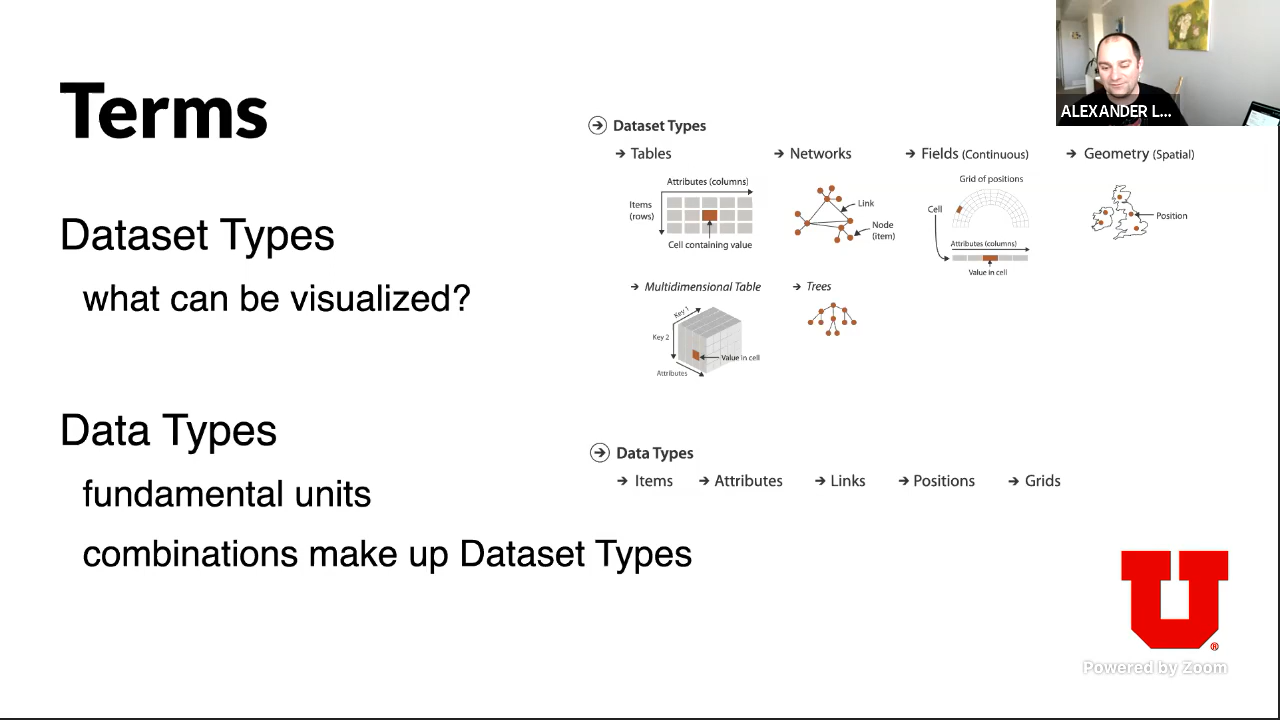 Terms
Dataset Types
what can be visualized?
Data Types
fundamental units
combinations make up Dataset Types
Dataset Types
Tables
Attributes (columns)
Items
(rows)
Cell containing value
Networks
Link
Node
(item)
Fields (Continuous)
Grid of positions
Cell
Attributes (columns)
Value in cell
Geometry (Spatial)
Position
Multidimensional Table
Key 1
Key 2
Value in cell
Attributes
Trees
Data Types
Items
Attributes
Links
Positions
Grids
ALEXANDER L...
U
®
Powered by Zoom